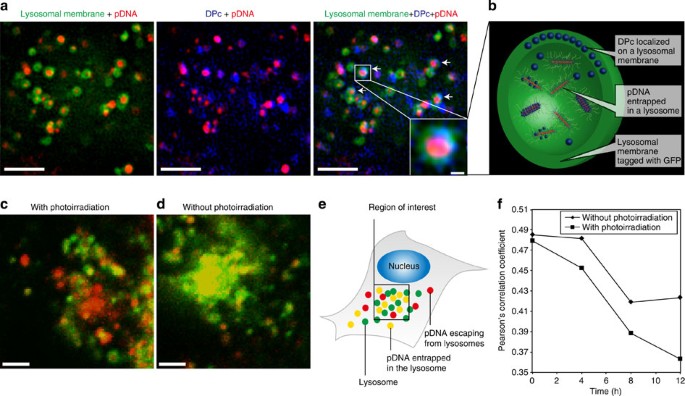 a
Lysosomal membrane + pDNA
DPc + pDNA
Lysosomal membrane+DPc+pDNA
b
DPc localized
on a lysosomal
membrane
pDNA
entrapped
in a lysosome
Lysosomal
membrane
tagged with GFP
c
With photoirradiation
d
Without photoirradiation
e
Region of interest
Nucleus
pDNA escaping
from lysosomes
pDNA entrapped
in the lysosome
Lysosome
f
Pearson's correlation coefficient
0.51
0.49
0.47
0.45
0.43
0.41
0.39
0.37
0.35
Without photoirradiation
With photoirradiation
0 2 4 6 8 10 12
Time (h)